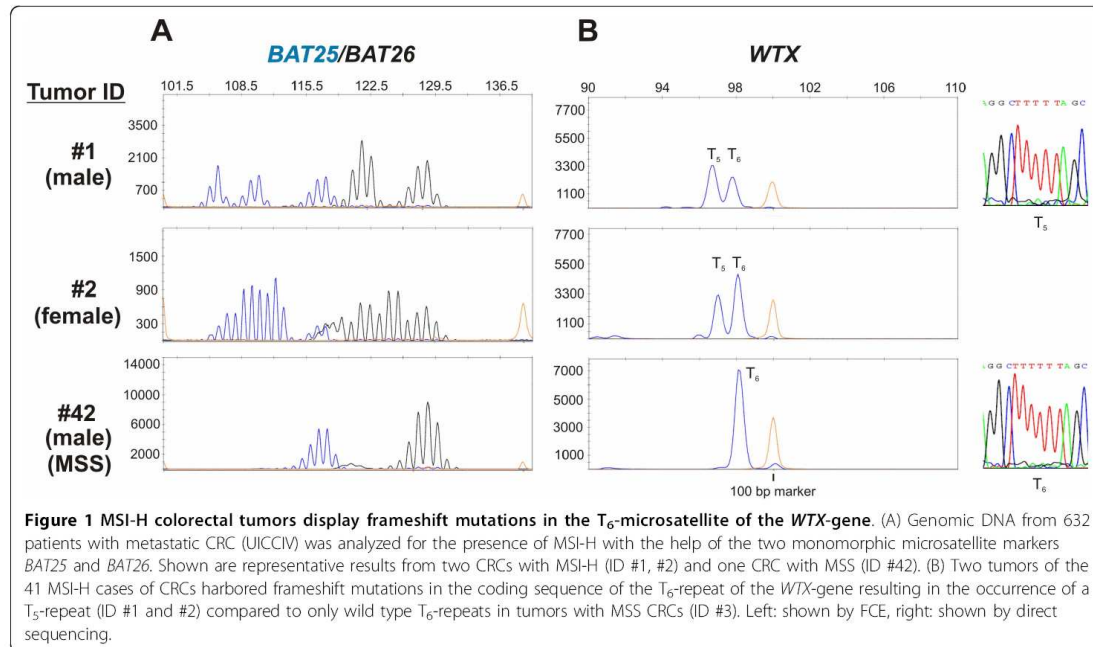 A
B
BAT25/BAT26
WTX
Tumor ID
101.5 108.5 115.5 122.5 129.5 136.5
90 94 98 102 106 110
#1
(male)
3500
2100
700
7700
5500
3300
1100
T5 T6
AGGCTTTTTAGC
T5
#2
(female)
1500
900
300
7700
5500
3300
1100
T5 T6
#42
(male)
(MSS)
14000
10000
6000
2000
7000
5000
3000
1000
T6
100 bp marker
AGGCTTTTTTAGC
T6
Figure 1 MSI-H colorectal tumors display frameshift mutations in the T6-microsatellite of the WTX-gene. (A) Genomic DNA from 632
patients with metastatic CRC (UICCIV) was analyzed for the presence of MSI-H with the help of the two monomorphic microsatellite markers
BAT25 and BAT26. Shown are representative results from two CRCs with MSI-H (ID #1, #2) and one CRC with MSS (ID #42). (B) Two tumors of the
41 MSI-H cases of CRCs harbored frameshift mutations in the coding sequence of the T6-repeat of the WTX-gene resulting in the occurrence of a
T5-repeat (ID #1 and #2) compared to only wild type T6-repeats in tumors with MSS CRCs (ID #3). Left: shown by FCE, right: shown by direct
sequencing.